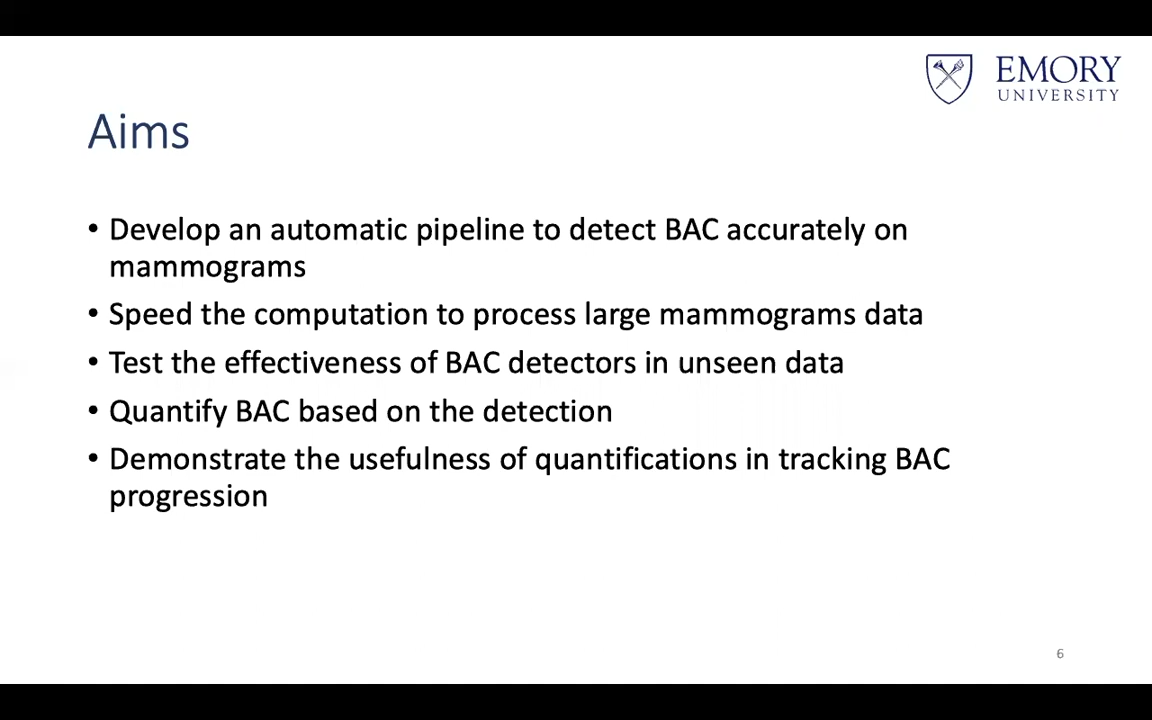 EMORY
UNIVERSITY
Aims
• Develop an automatic pipeline to detect BAC accurately on
mammograms
• Speed the computation to process large mammograms data
• Test the effectiveness of BAC detectors in unseen data
• Quantify BAC based on the detection
• Demonstrate the usefulness of quantifications in tracking BAC
progression
6